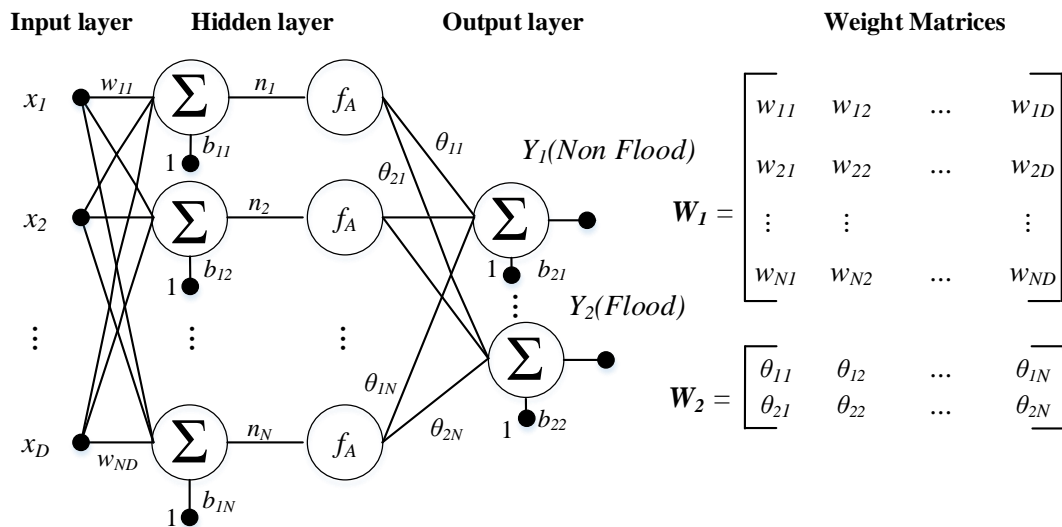 Input layer Hidden layer Output layer Weight Matrices
x1 w11 Σ n1 fA
b11
1
θ11
θ21
Y1(Non Flood)
x2 Σ n2 fA Σ
b12
1
1 b21
⋮ ⋮ ⋮ ⋮
Y2(Flood)
Σ
1 b22
θ1N
θ2N
xD wND Σ nN fA
b1N
1
W1 =
w11 w12 ... w1D
w21 w22 ... w2D
⋮ ⋮ ⋮
wN1 wN2 ... wND
W2 =
θ11 θ12 ... θ1N
θ21 θ22 ... θ2N